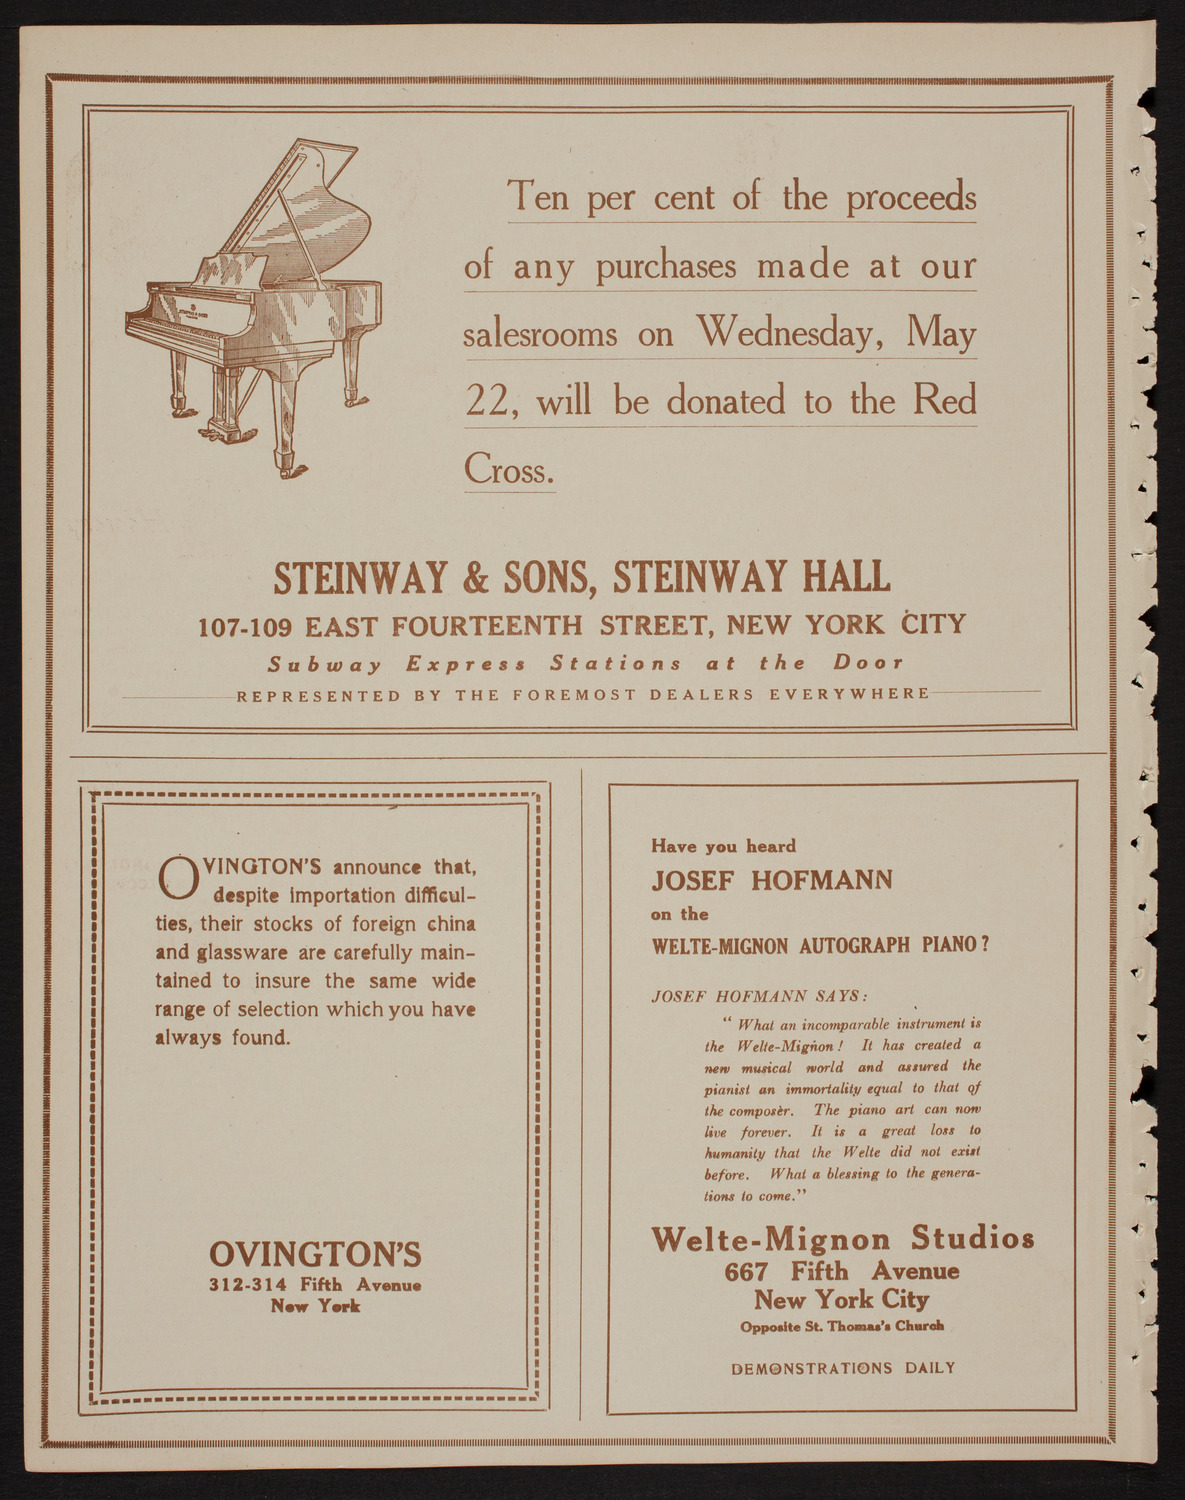 Ten per cent of the proceeds
of any purchases made at our
salesrooms on Wednesday, May
22, will be donated to the Red
Cross.
STEINWAY & SONS, STEINWAY HALL
107-109 EAST FOURTEENTH STREET, NEW YORK CITY
Subway Express Stations at the Door
REPRESENTED BY THE FOREMOST DEALERS EVERYWHERE
OVINGTON'S announce that,
despite importation difficul-
ties, their stocks of foreign china
and glassware are carefully main-
tained to insure the same wide
range of selection which you have
always found.
OVINGTON'S
312-314 Fifth Avenue
New York
Have you heard
JOSEF HOFMANN
on the
WELTE-MIGNON AUTOGRAPH PIANO?
JOSEF HOFMANN SAYS:
"What an incomparable instrument is
the Welte-Mignon! It has created a
new musical world and assured the
pianist an immortality equal to that of
the composer. The piano art can now
live forever. It is a great loss to
humanity that the Welte did not exist
before. What a blessing to the genera-
tions to come."
Welte-Mignon Studios
667 Fifth Avenue
New York City
Opposite St. Thomas's Church
DEMONSTRATIONS DAILY